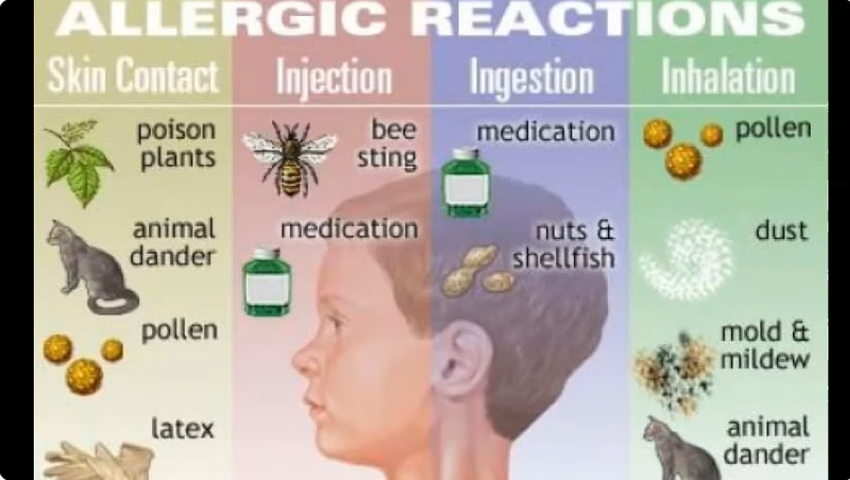 ALLERGIC REACTIONS
Skin Contact
poison
plants
animal
dander
pollen
latex
Injection
bee
sting
medication
Ingestion
medication
nuts &
shellfish
Inhalation
pollen
dust
mold &
mildew
animal
dander